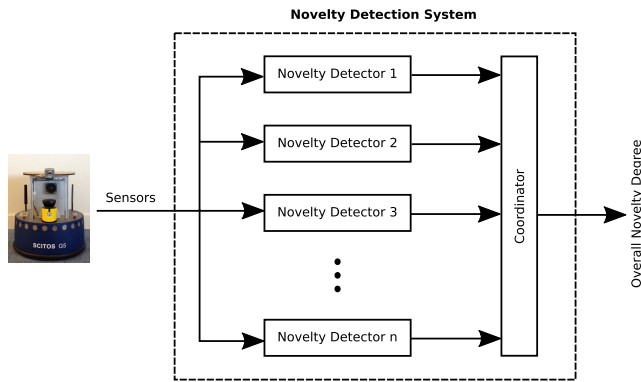 Novelty Detection System
Novelty Detector 1
Novelty Detector 2
Sensors
Novelty Detector 3
SCITOS G5
Novelty Detector n
Coordinator
Overall Novelty Degree